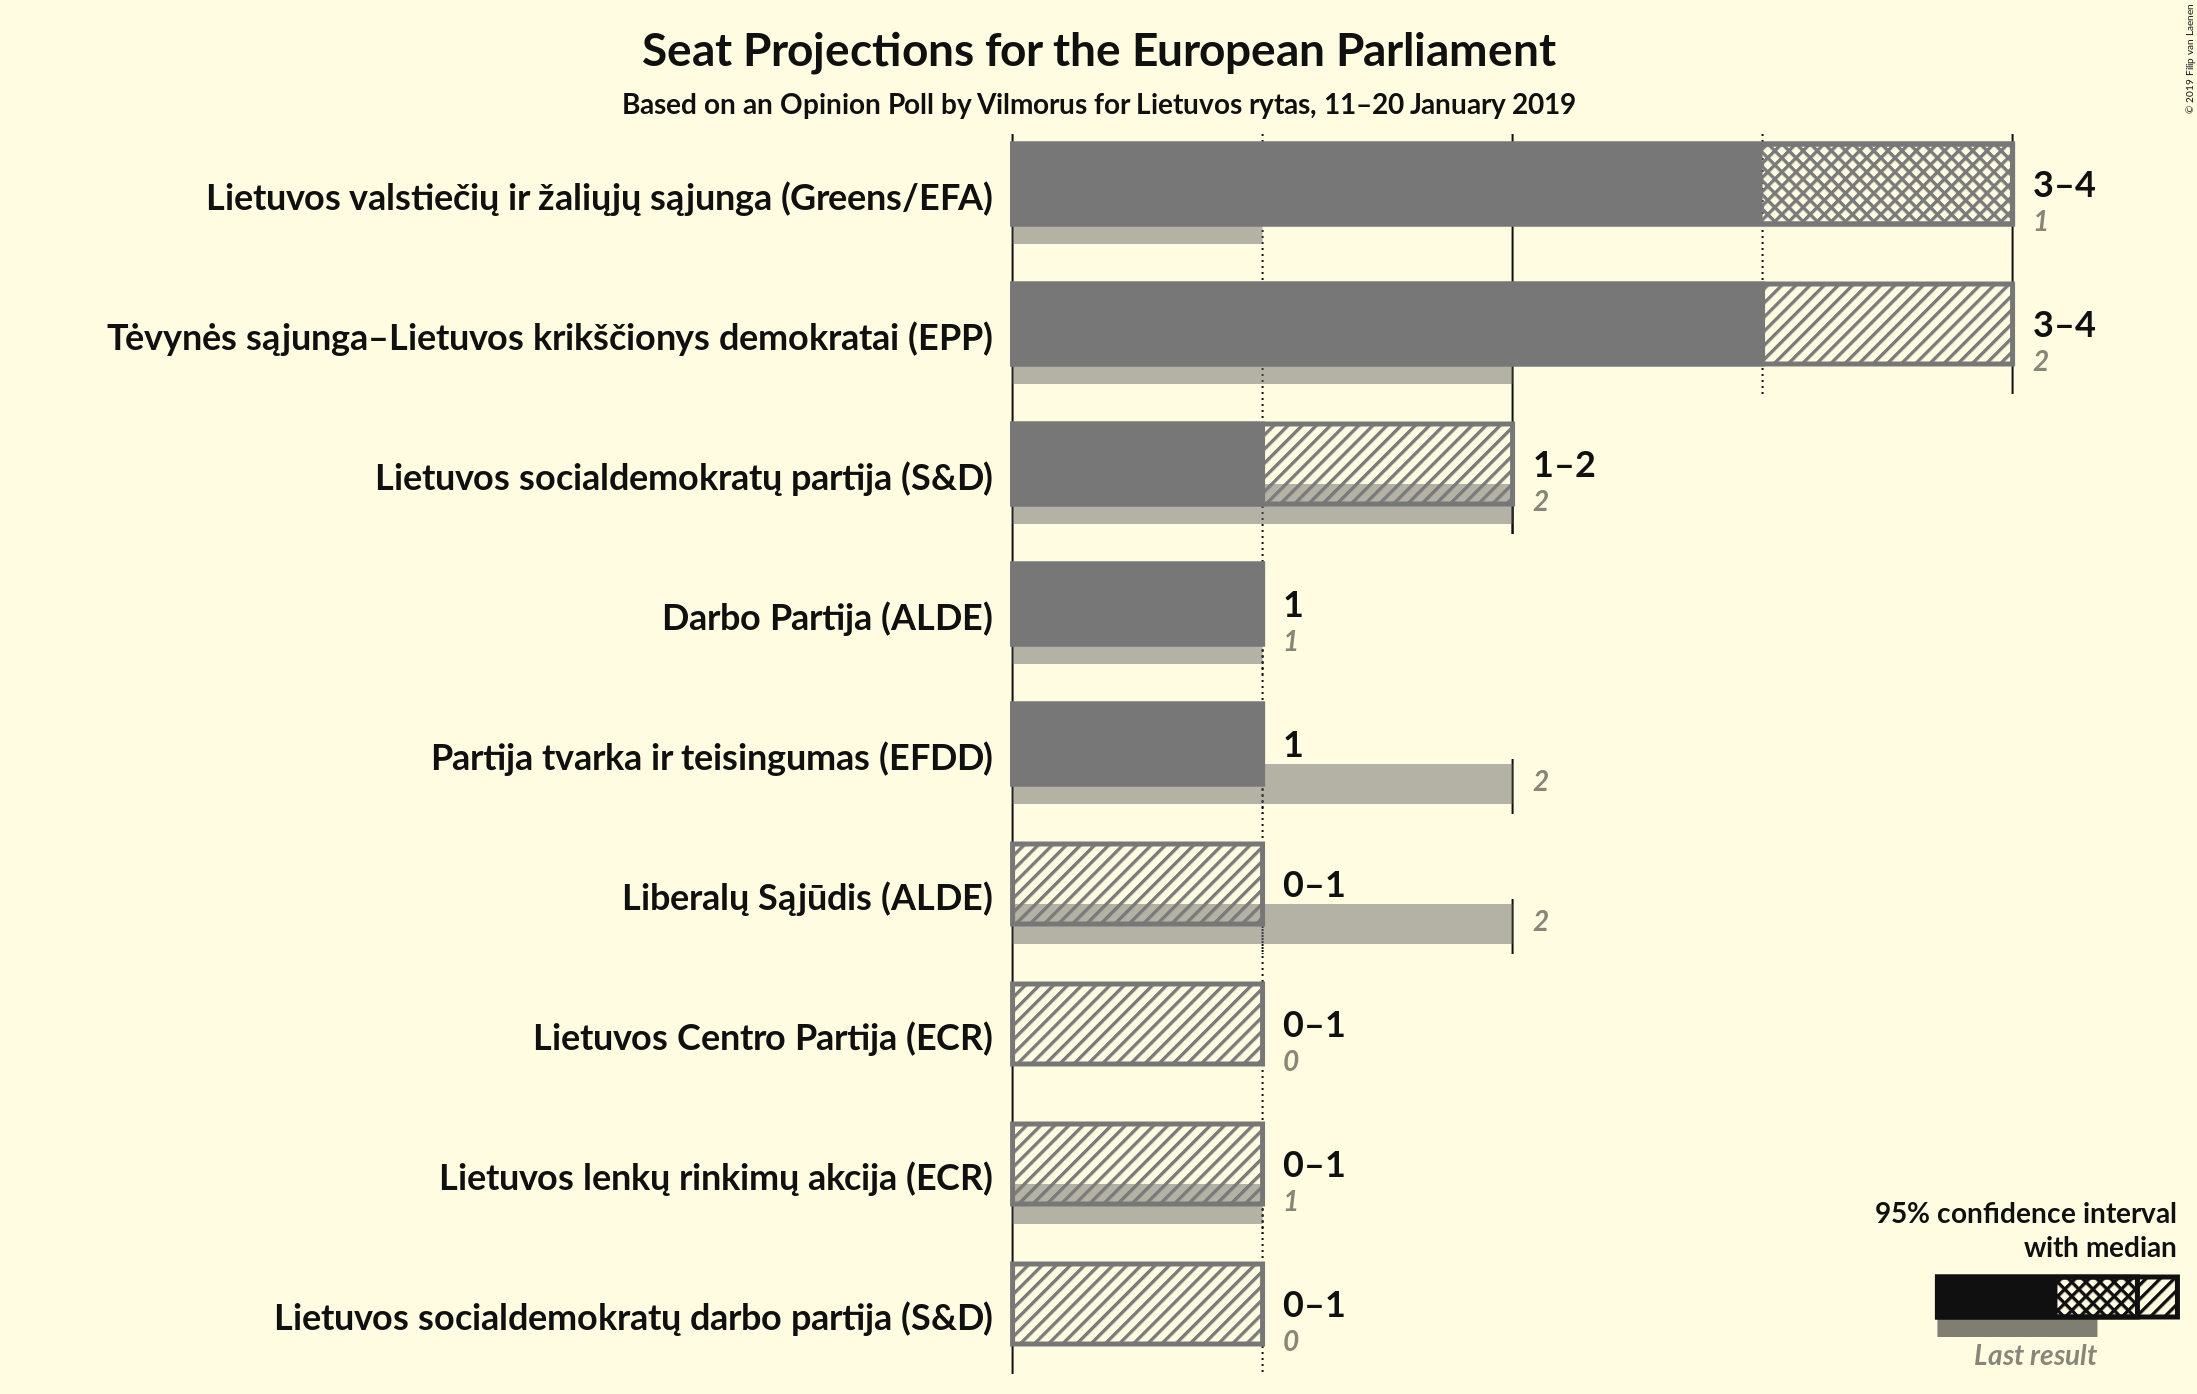 Seat Projections for the European Parliament
Based on an Opinion Poll by Vilmorus for Lietuvos rytas, 11–20 January 2019
© 2019 Filip van Laenen
Lietuvos valstiečių ir žaliųjų sąjunga (Greens/EFA)
3–4
1
Tėvynės sąjunga–Lietuvos krikščionys demokratai (EPP)
3–4
2
Lietuvos socialdemokratų partija (S&D)
1–2
2
Darbo Partija (ALDE)
1
1
Partija tvarka ir teisingumas (EFDD)
1
2
Liberalų Sąjūdis (ALDE)
0–1
2
Lietuvos Centro Partija (ECR)
0–1
0
Lietuvos lenkų rinkimų akcija (ECR)
0–1
1
Lietuvos socialdemokratų darbo partija (S&D)
0–1
0
95% confidence interval
with median
Last result